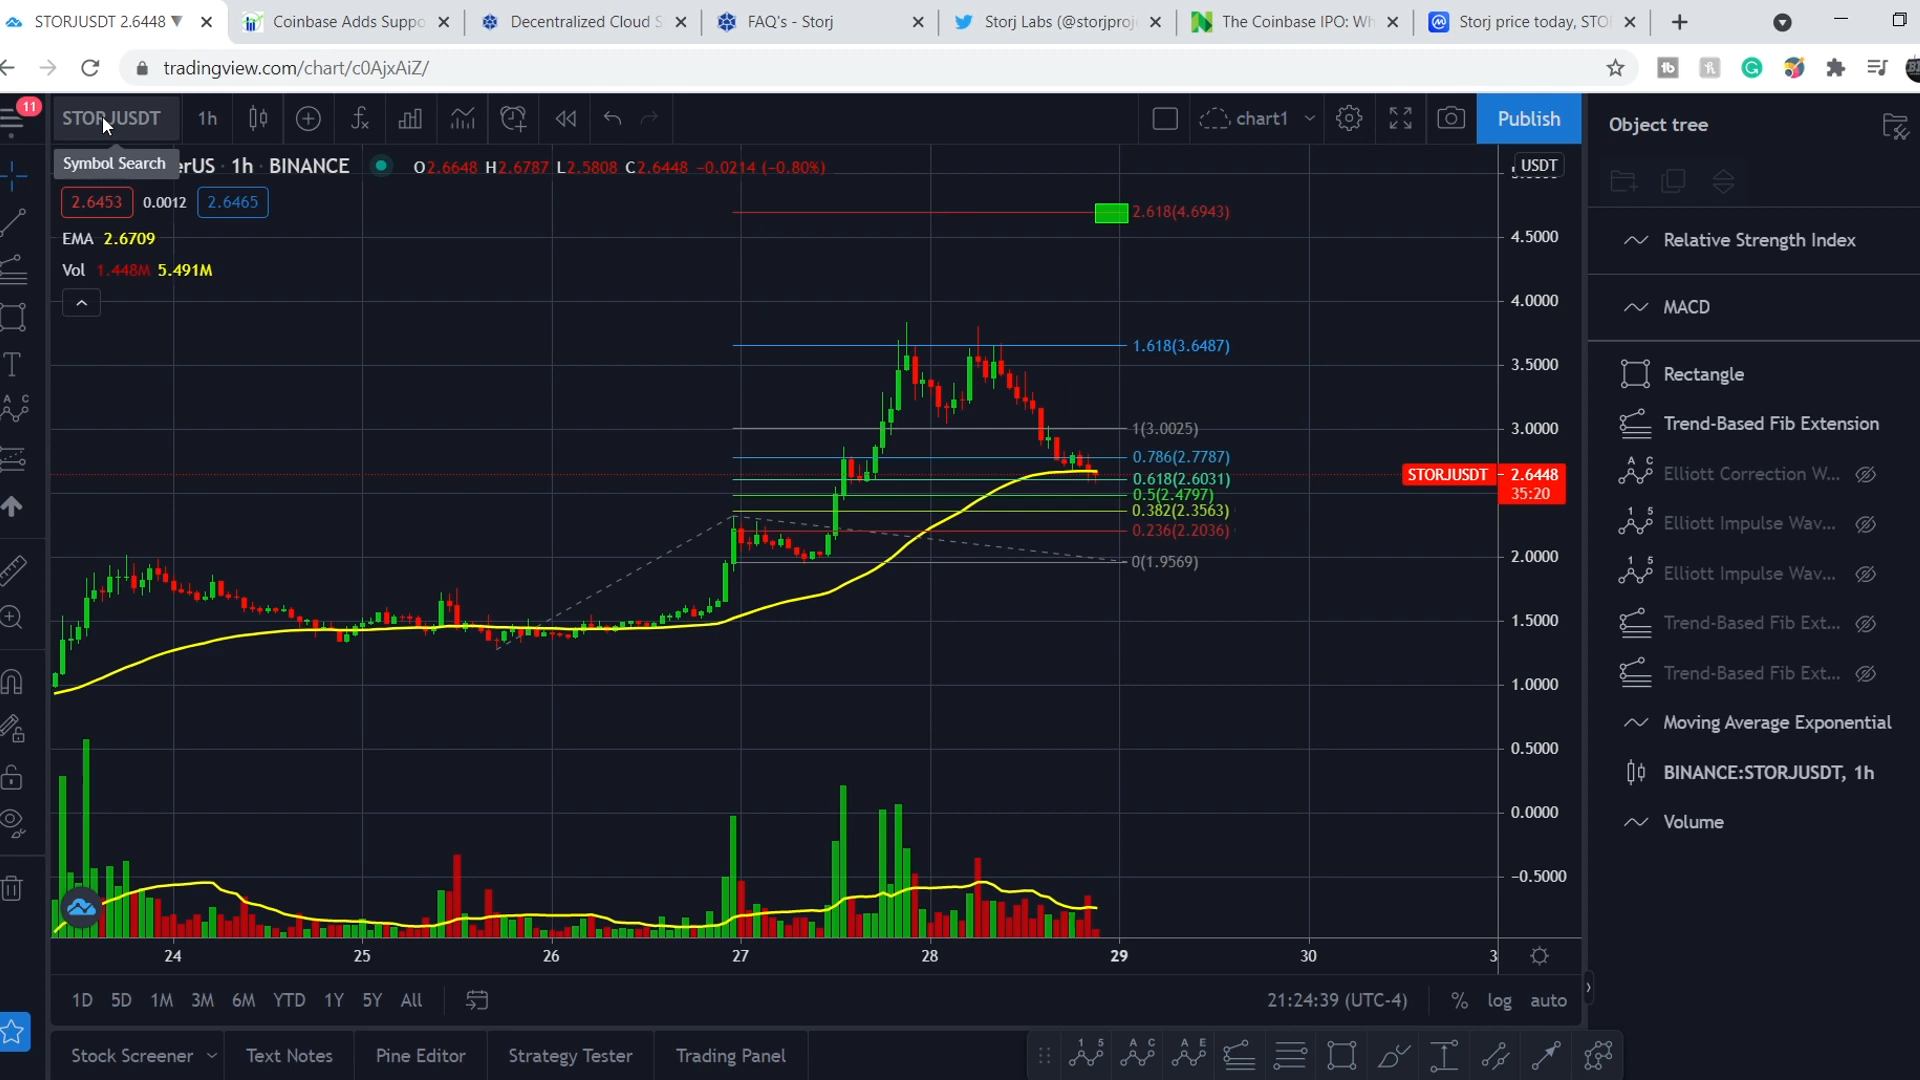 STORJUSDT 2.6448 ▼
Coinbase Adds Suppo
Decentralized Cloud S
FAQ's - Storj
Storj Labs (@storjproj
The Coinbase IPO: Wh
Storj price today, STO
tradingview.com/chart/c0AjxAiZ/
11
STORJUSDT
1h
chart1
Publish
Object tree
Symbol Search
erUS · 1h · BINANCE
O2.6648 H2.6787 L2.5808 C2.6448 -0.0214 (-0.80%)
USDT
2.6453
0.0012
2.6465
EMA 2.6709
Vol 1.448M 5.491M
2.618(4.6943)
1.618(3.6487)
1(3.0025)
0.786(2.7787)
0.618(2.6031)
0.5(2.4797)
0.382(2.3563)
0.236(2.2036)
0(1.9569)
4.5000
4.0000
3.5000
3.0000
STORJUSDT
2.6448
35:20
2.0000
1.5000
1.0000
0.5000
0.0000
-0.5000
24
25
26
27
28
29
30
3
Relative Strength Index
MACD
Rectangle
Trend-Based Fib Extension
Elliott Correction W...
Elliott Impulse Wav...
Elliott Impulse Wav...
Trend-Based Fib Ext...
Trend-Based Fib Ext...
Moving Average Exponential
BINANCE:STORJUSDT, 1h
Volume
1D 5D 1M 3M 6M YTD 1Y 5Y All
21:24:39 (UTC-4)
% log auto
Stock Screener
Text Notes
Pine Editor
Strategy Tester
Trading Panel